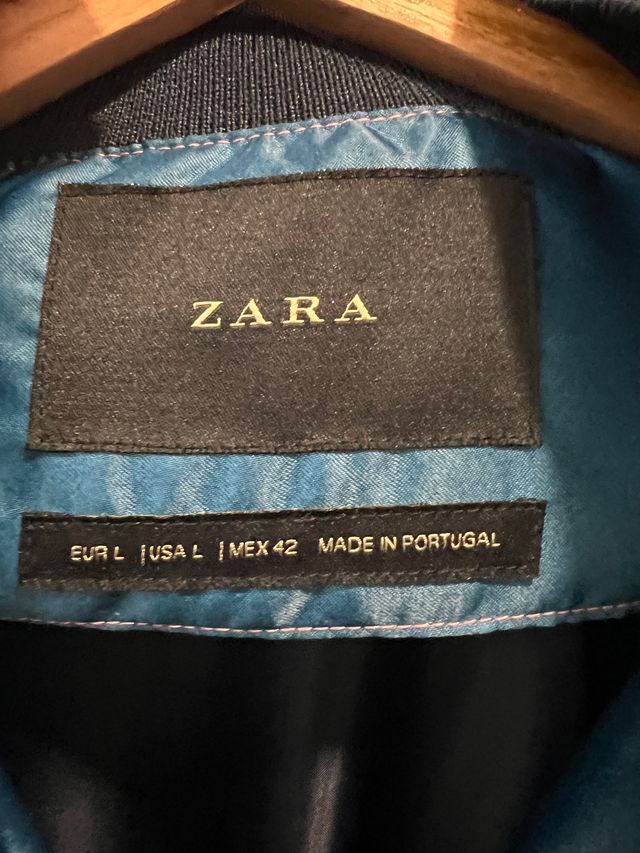 ZARA
EUR L | USA L | MEX 42 MADE IN PORTUGAL